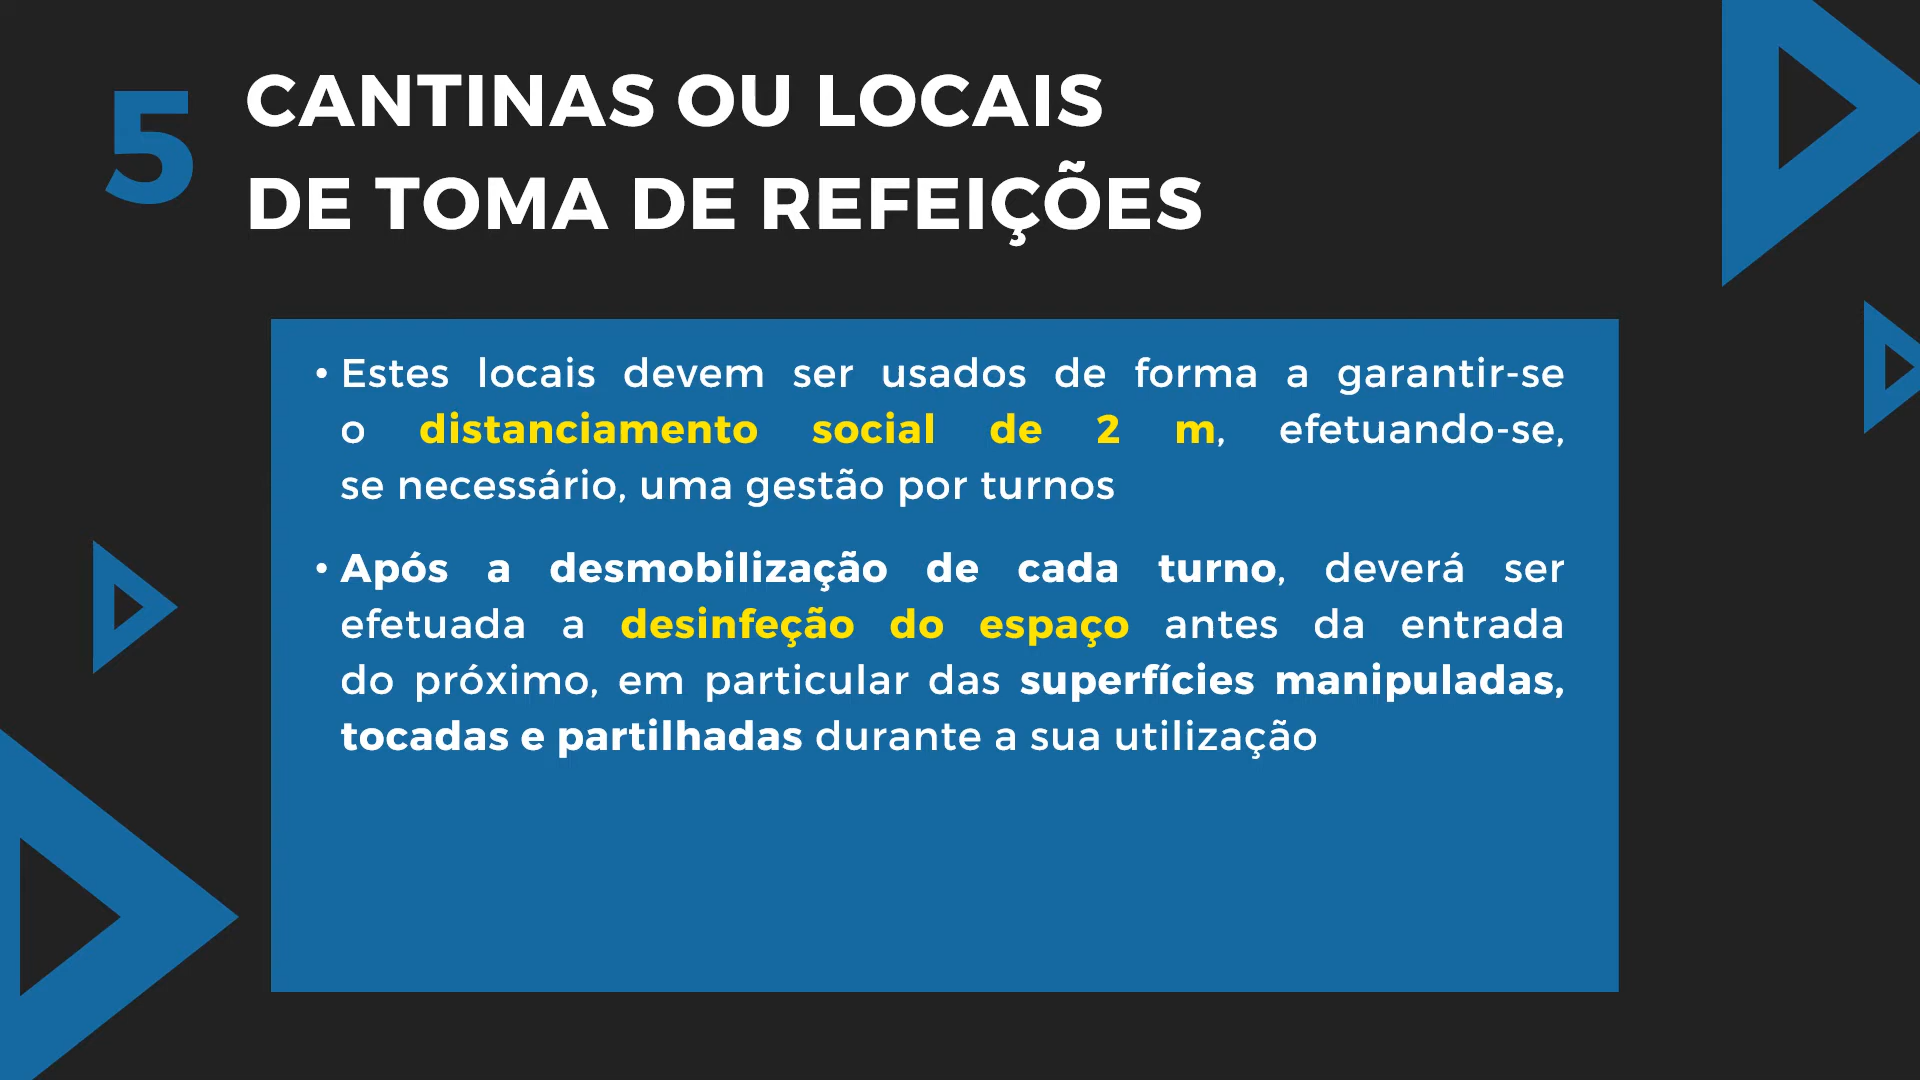 5
CANTINAS OU LOCAIS
DE TOMA DE REFEIÇÕES
• Estes locais devem ser usados de forma a garantir-se
o distanciamento social de 2 m, efetuando-se,
se necessário, uma gestão por turnos
• Após a desmobilização de cada turno, deverá ser
efetuada a desinfeção do espaço antes da entrada
do próximo, em particular das superfícies manipuladas,
tocadas e partilhadas durante a sua utilização